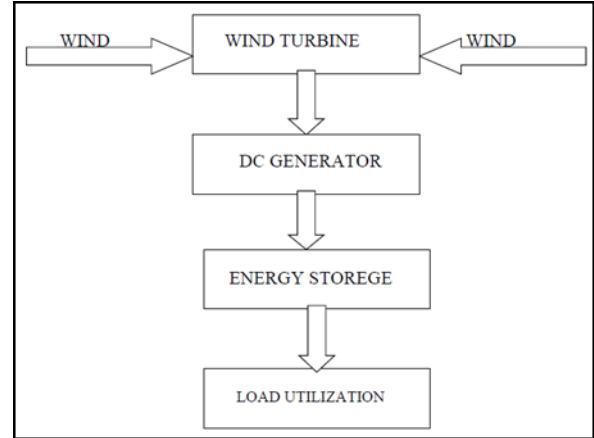 WIND
WIND TURBINE
WIND
DC GENERATOR
ENERGY STOREGE
LOAD UTILIZATION